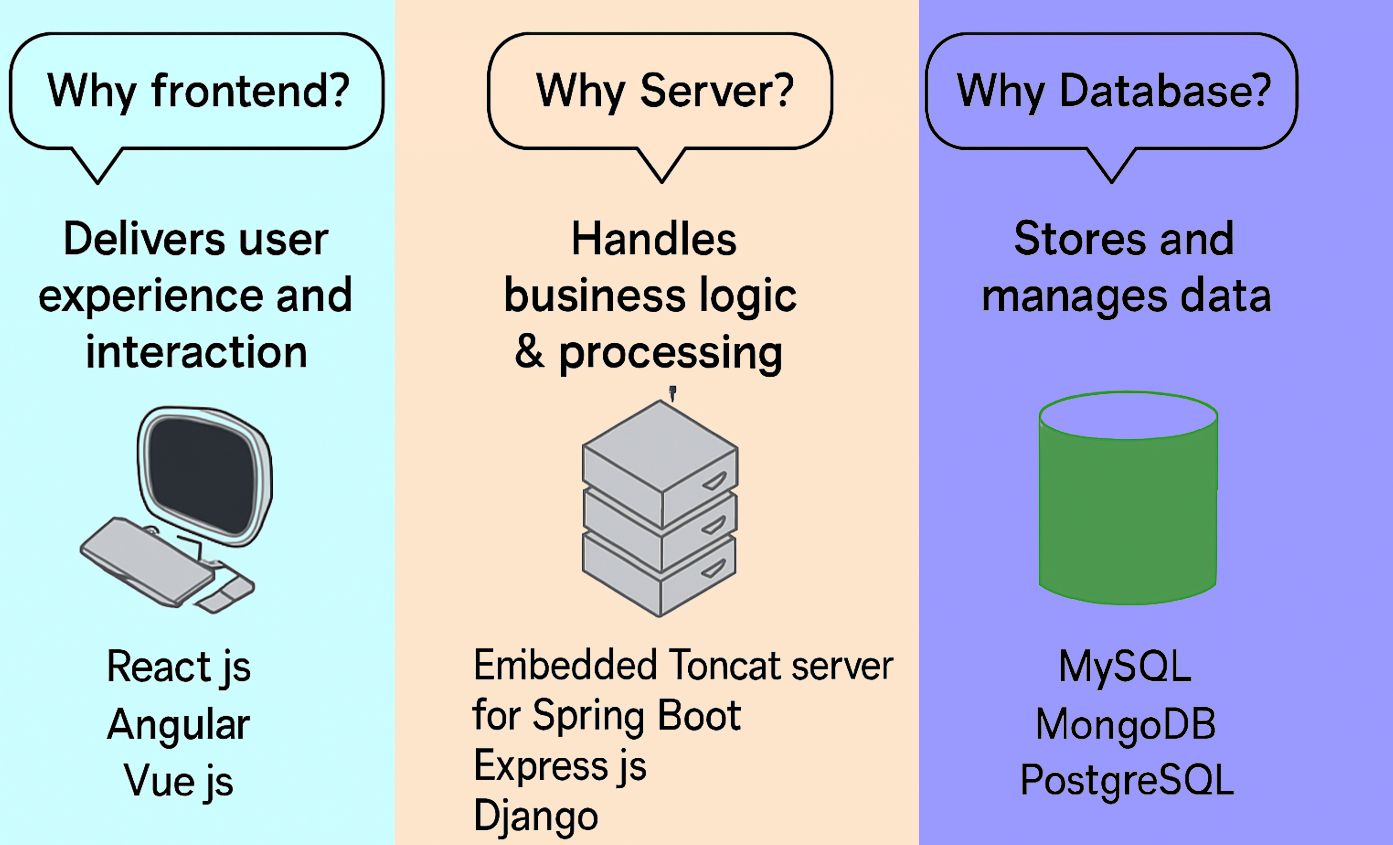 Why frontend?
Delivers user
experience and
interaction
React js
Angular
Vue js
Why Server?
Handles
business logic
& processing
Embedded Toncat server
for Spring Boot
Express js
Django
Why Database?
Stores and
manages data
MySQL
MongoDB
PostgreSQL